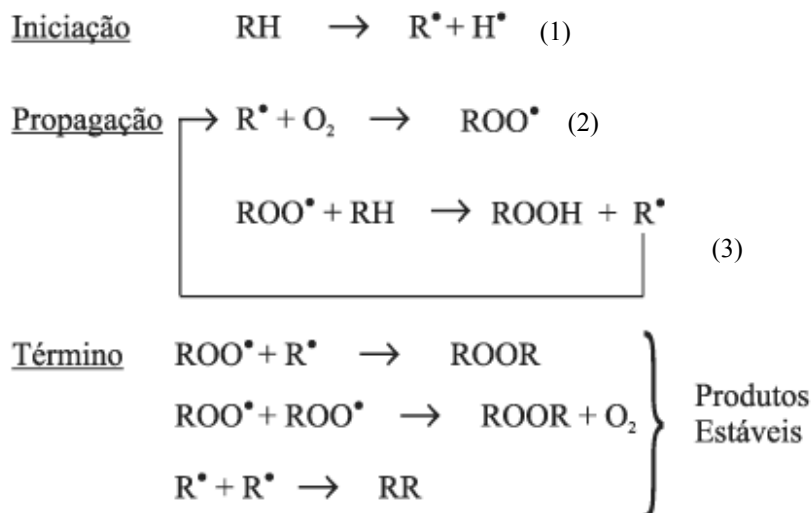 Iniciação RH → R• + H• (1)
Propagação → R• + O₂ → ROO• (2)
ROO• + RH → ROOH + R•
(3)
Término ROO• + R• → ROOR
ROO• + ROO• → ROOR + O₂
R• + R• → RR
Produtos
Estáveis